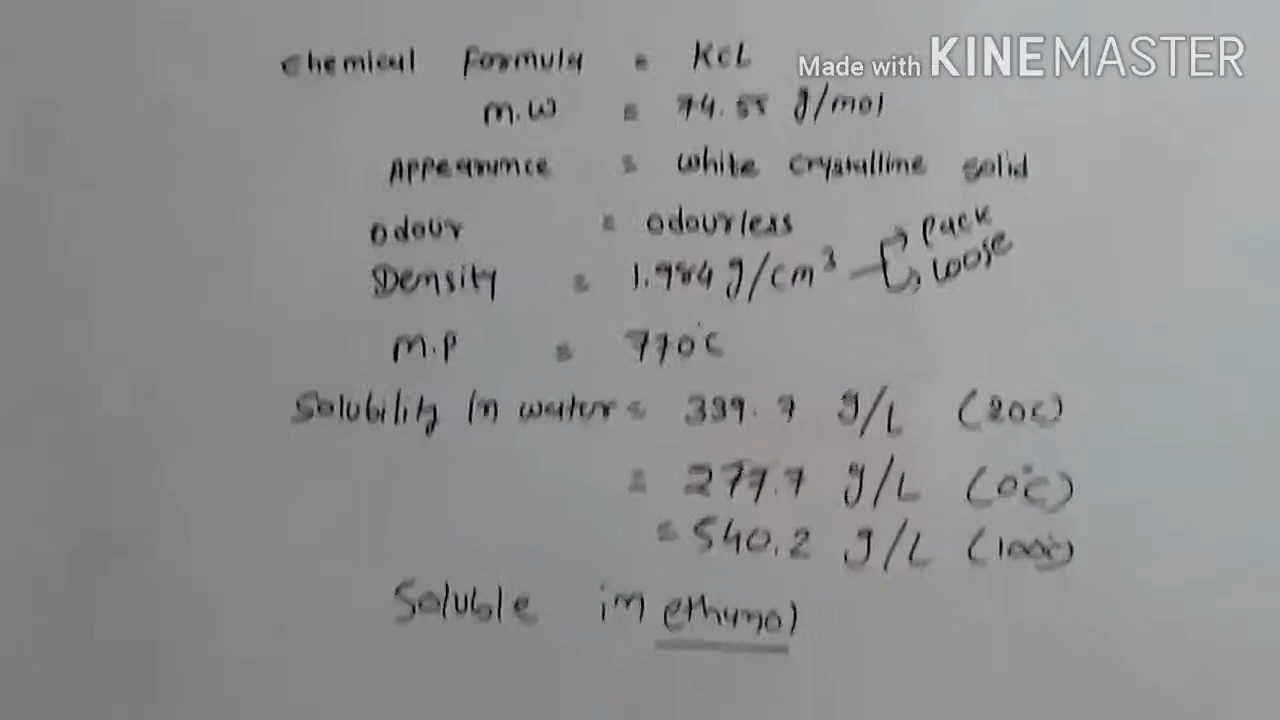 Chemical Formula = KCL
Made with KINEMASTER
M.W = 74.55 g/mol
Appearance = white crystalline solid
Odour = odourless
Density = 1.984 g/cm³ → pack
→ Loose
M.P = 770°C
Solubility in water = 339.7 g/L (20C)
= 277.7 g/L (0°C)
= 540.2 g/L (100°C)
Soluble in ethanol